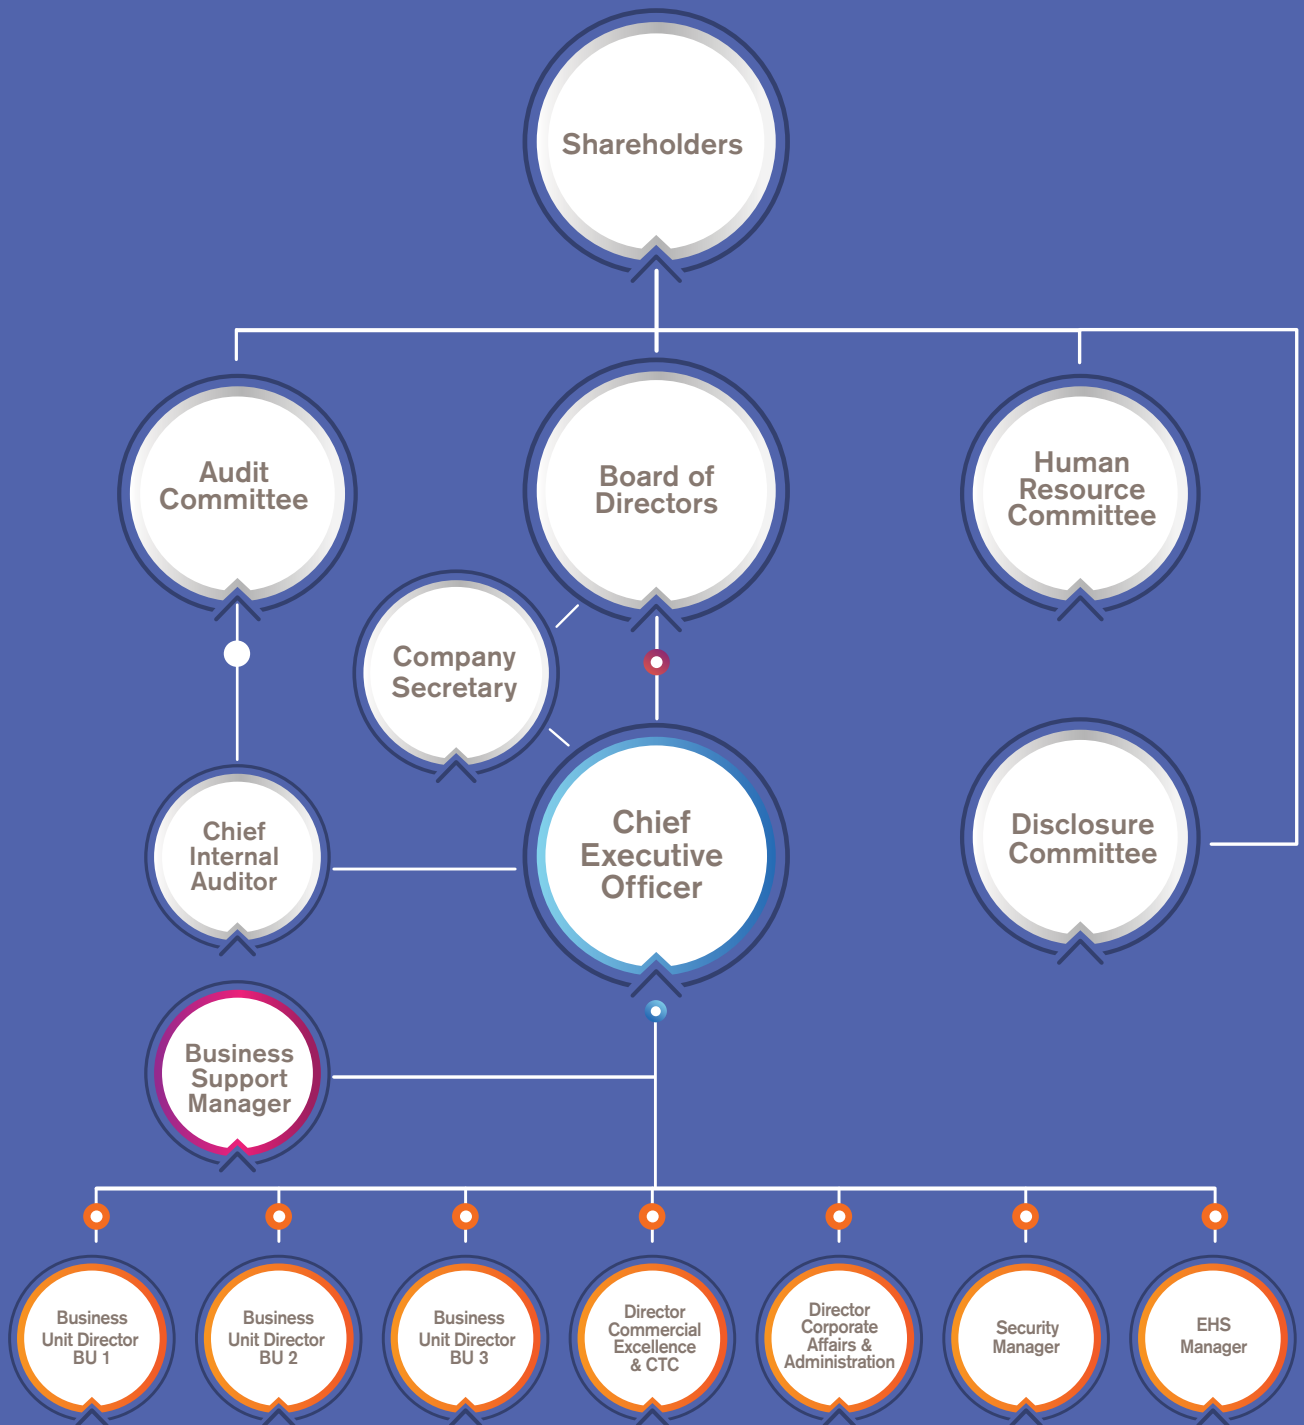 Shareholders
Audit
Committee
Board of
Directors
Human
Resource
Committee
Company
Secretary
Chief
Internal
Auditor
Chief
Executive
Officer
Disclosure
Committee
Business
Support
Manager
Business
Unit Director
BU 1
Business
Unit Director
BU 2
Business
Unit Director
BU 3
Director
Commercial
Excellence
& CTC
Director
Corporate
Affairs &
Administration
Security
Manager
EHS
Manager